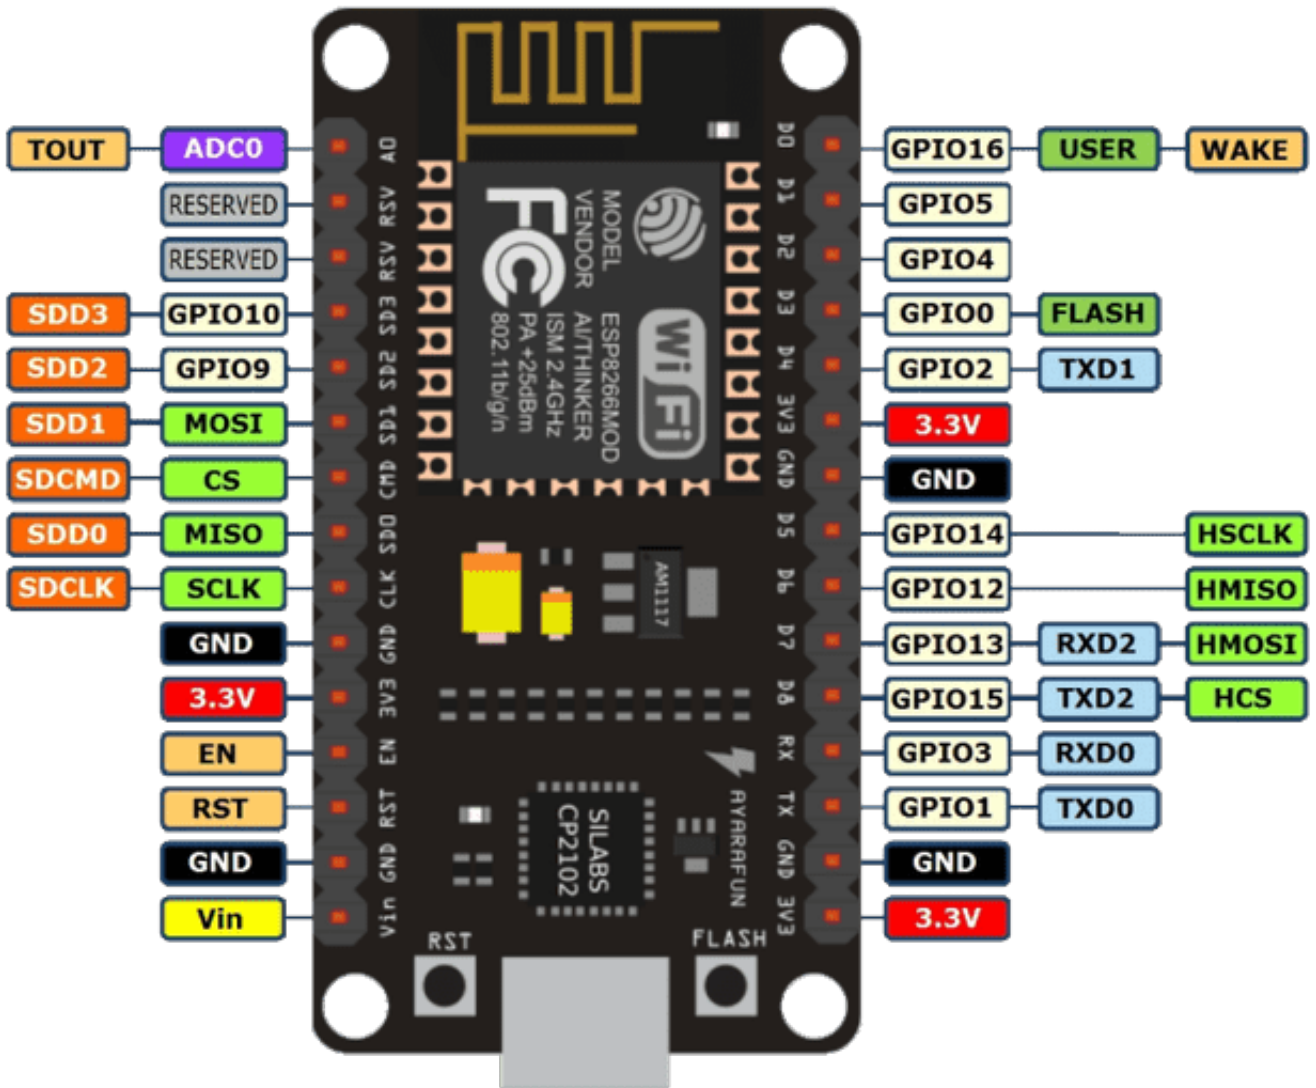 TOUT ADC0 A0 D0 GPIO16 USER WAKE
RESERVED RSV D1 GPIO5
RESERVED RSV D2 GPIO4
SDD3 GPIO10 SD3 D3 GPIO0 FLASH
SDD2 GPIO9 SD2 D4 GPIO2 TXD1
SDD1 MOSI SD1 3V3 3.3V
SDCMD CS CMD GND GND
SDD0 MISO SD0 D5 GPIO14 HSCLK
SDCLK SCLK CLK D6 GPIO12 HMISO
GND GND D7 GPIO13 RXD2 HMOSI
3.3V 3V3 D8 GPIO15 TXD2 HCS
EN EN RX GPIO3 RXD0
RST RST TX GPIO1 TXD0
GND GND GND GND
Vin Vin 3V3 3.3V
MODEL ESP8266MOD
VENDOR AI/THINKER
ISM 2.4GHz
PA +25dBm
802.11b/g/n
FC
WiFi
AM1117
SILABS
CP2102
AYARAFUN
RST
FLASH